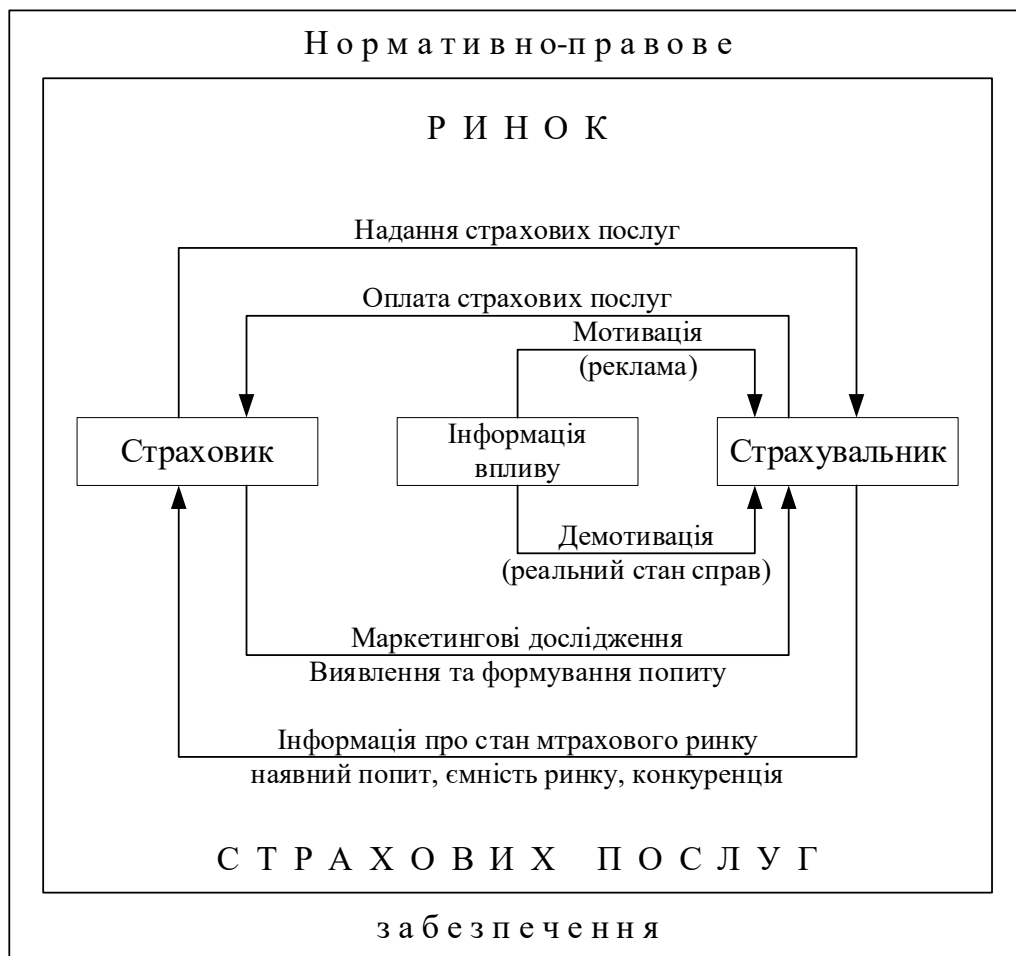 Нормативно-правове
РИНОК
Надання страхових послуг
Оплата страхових послуг
Мотивація
(реклама)
Страховик
Інформація
впливу
Страхувальник
Демотивація
(реальний стан справ)
Маркетингові дослідження
Виявлення та формування попиту
Інформація про стан мтрахового ринку
наявний попит, ємність ринку, конкуренція
СТРАХОВИХ ПОСЛУГ
забезпечення